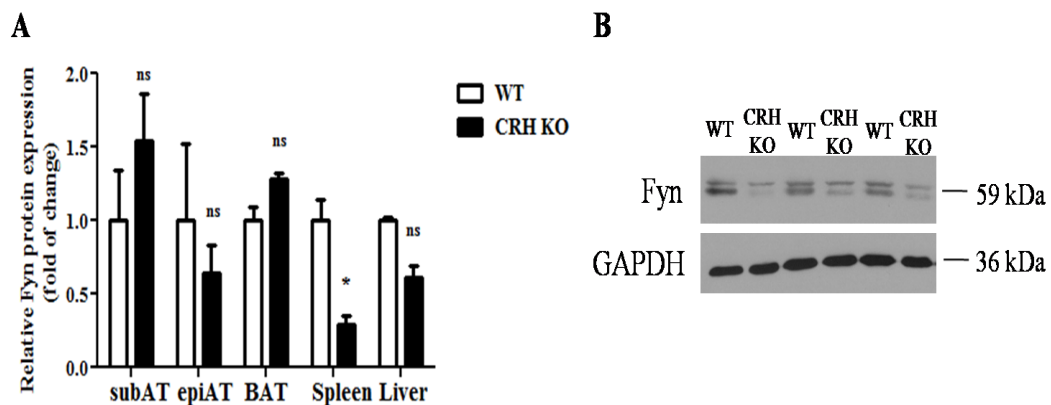 A
Relative Fyn protein expression
(fold of change)
2.0
1.5
1.0
0.5
0.0
ns
ns
ns
*
ns
subAT epiAT BAT Spleen Liver
WT
CRH KO
B
WT CRH KO WT CRH KO WT CRH KO
Fyn
59 kDa
GAPDH
36 kDa